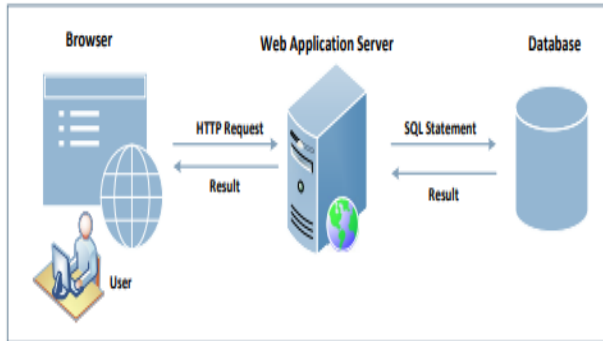 Browser
Web Application Server
Database
HTTP Request
SQL Statement
Result
Result
User